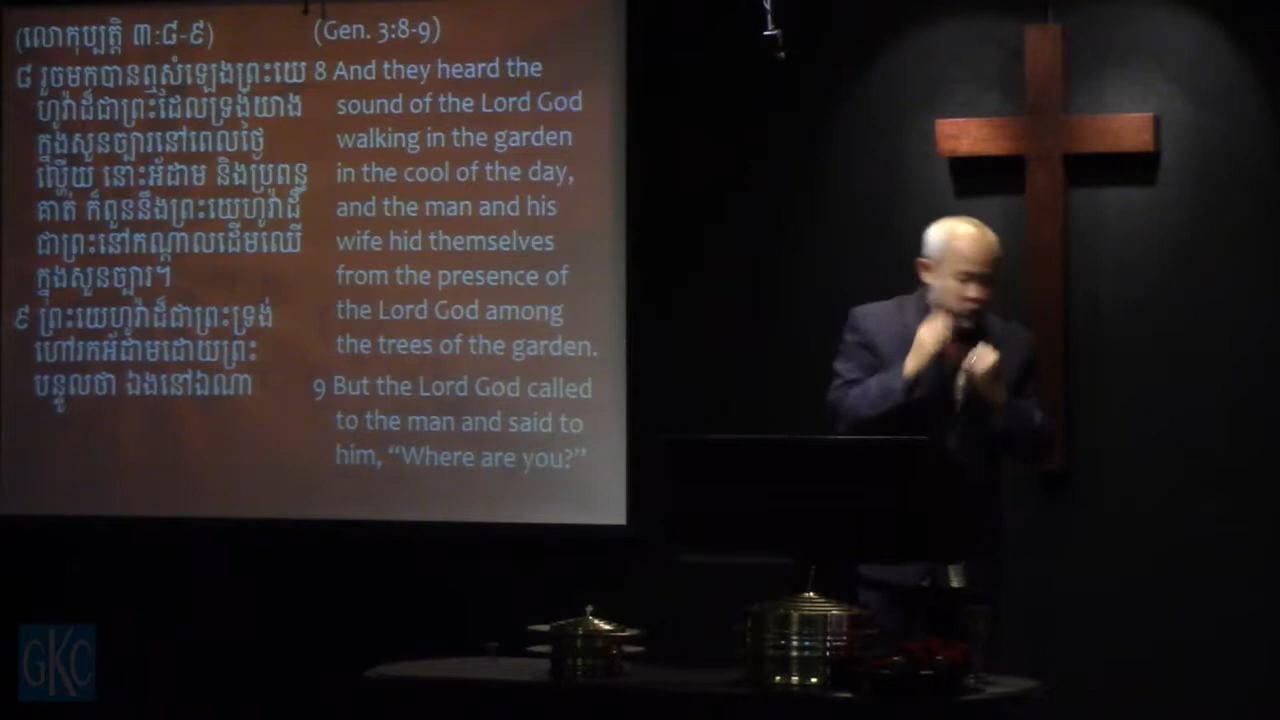 (លោកុប្បត្តិ ៣:៨-៩)
៨ រួចមកបានឮសំឡេងព្រះយេ
ហូវ៉ាដ៏ជាព្រះដែលទ្រង់យាង
ក្នុងសួនច្បារនៅពេលថ្ងៃ
ល្ហើយ នោះអ័ដាម និងប្រពន្ធ
គាត់ ក៏ពួននឹងព្រះយេហូវ៉ាដ៏
ជាព្រះនៅកណ្តាលដើមឈើ
ក្នុងសួនច្បារ។
៩ ព្រះយេហូវ៉ាដ៏ជាព្រះទ្រង់
ហៅរកអ័ដាមដោយព្រះ
បន្ទូលថា ឯងនៅឯណា
(Gen. 3:8-9)
8 And they heard the
sound of the Lord God
walking in the garden
in the cool of the day,
and the man and his
wife hid themselves
from the presence of
the Lord God among
the trees of the garden.
9 But the Lord God called
to the man and said to
him, “Where are you?”
GKC